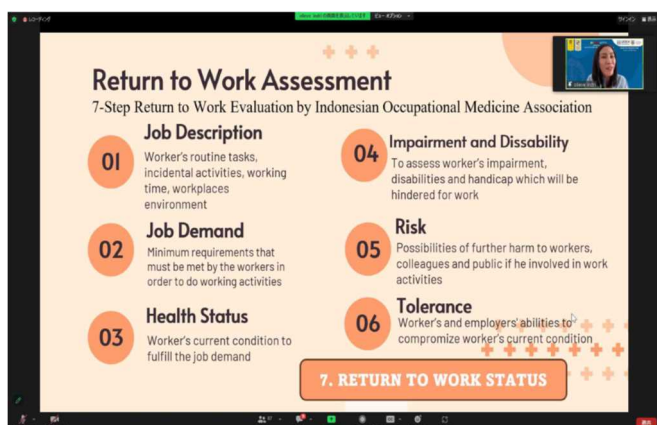 Return to Work Assessment
7-Step Return to Work Evaluation by Indonesian Occupational Medicine Association
01
Job Description
Worker's routine tasks,
incidental activities, working
time, workplaces
environment
02
Job Demand
Minimum requirements that
must be met by the workers in
order to do working activities
03
Health Status
Worker's current condition to
fulfill the job demand
04
Impairment and Dissability
To assess worker's impairment,
disabilities and handicap which will be
hindered for work
05
Risk
Possibilities of further harm to workers,
colleagues and public if he involved in work
activities
06
Tolerance
Worker's and employers' abilities to
compromize worker's current condition
7. RETURN TO WORK STATUS